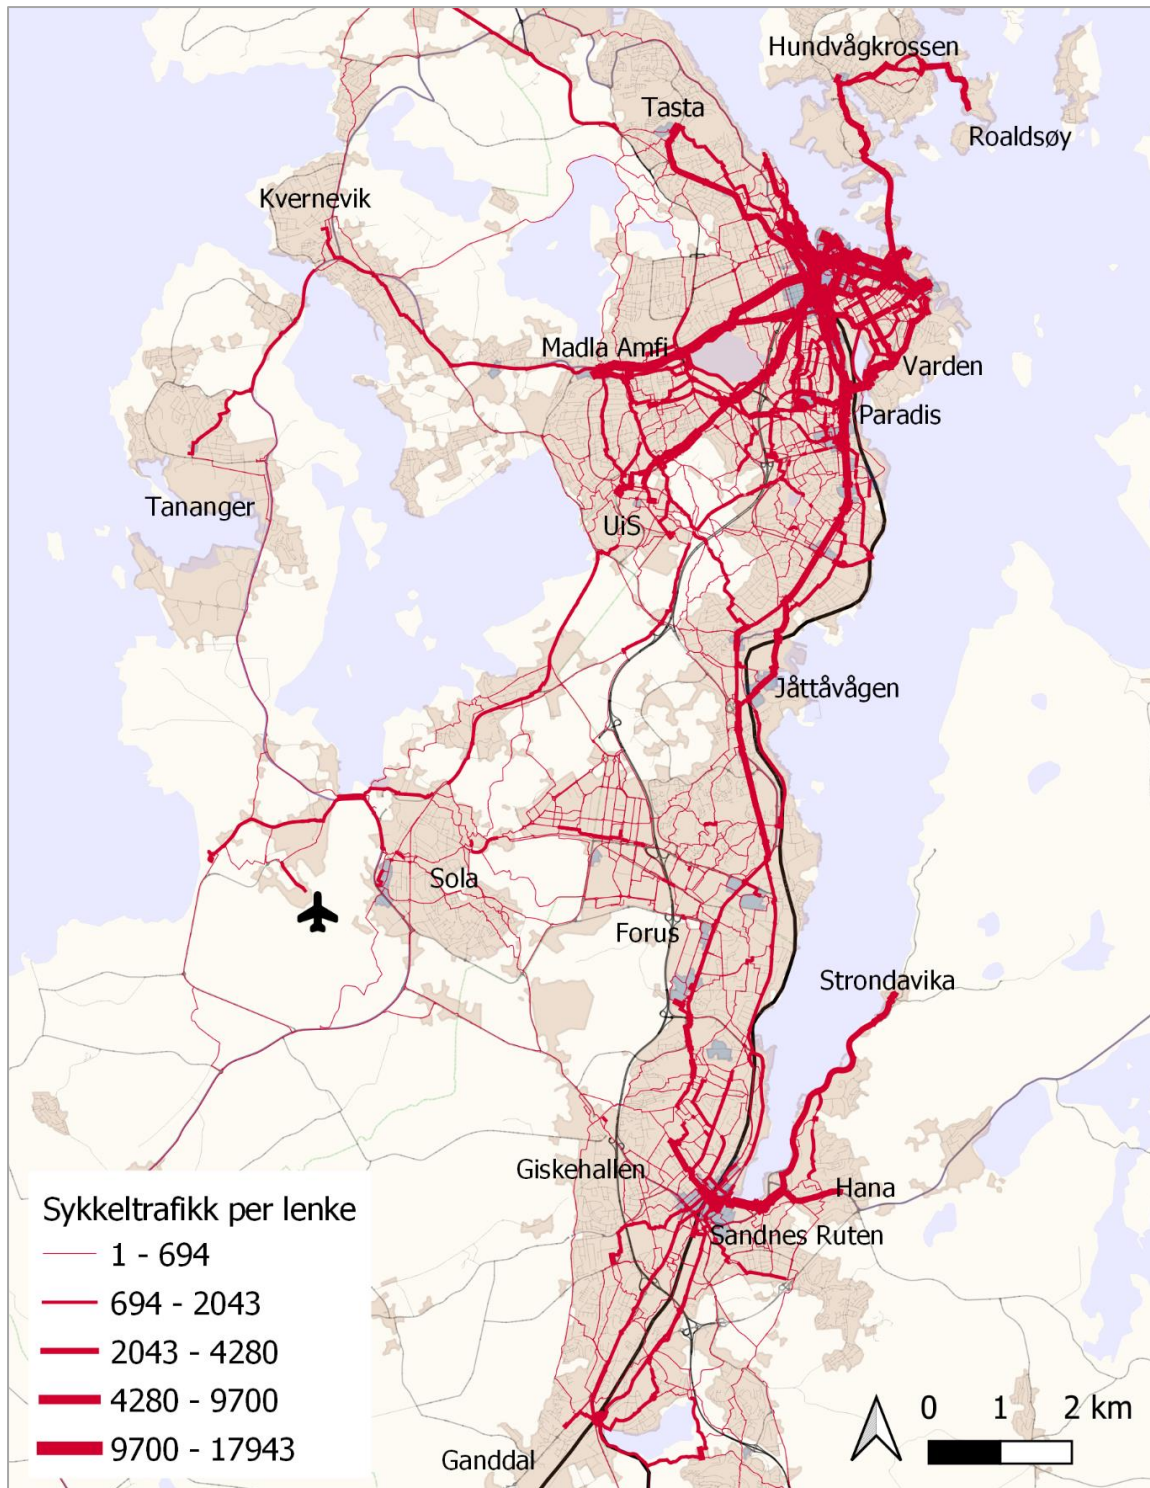 Hundvågkrossen
Tasta
Roaldsøy
Kvernevik
Madla Amfi
Varden
Paradis
Tananger
UiS
Jåttåvågen
Sola
Forus
Strondavika
Giskehallen
Hana
Sandnes Ruten
Ganddal
Sykkeltrafikk per lenke
1 - 694
694 - 2043
2043 - 4280
4280 - 9700
9700 - 17943
0 1 2 km